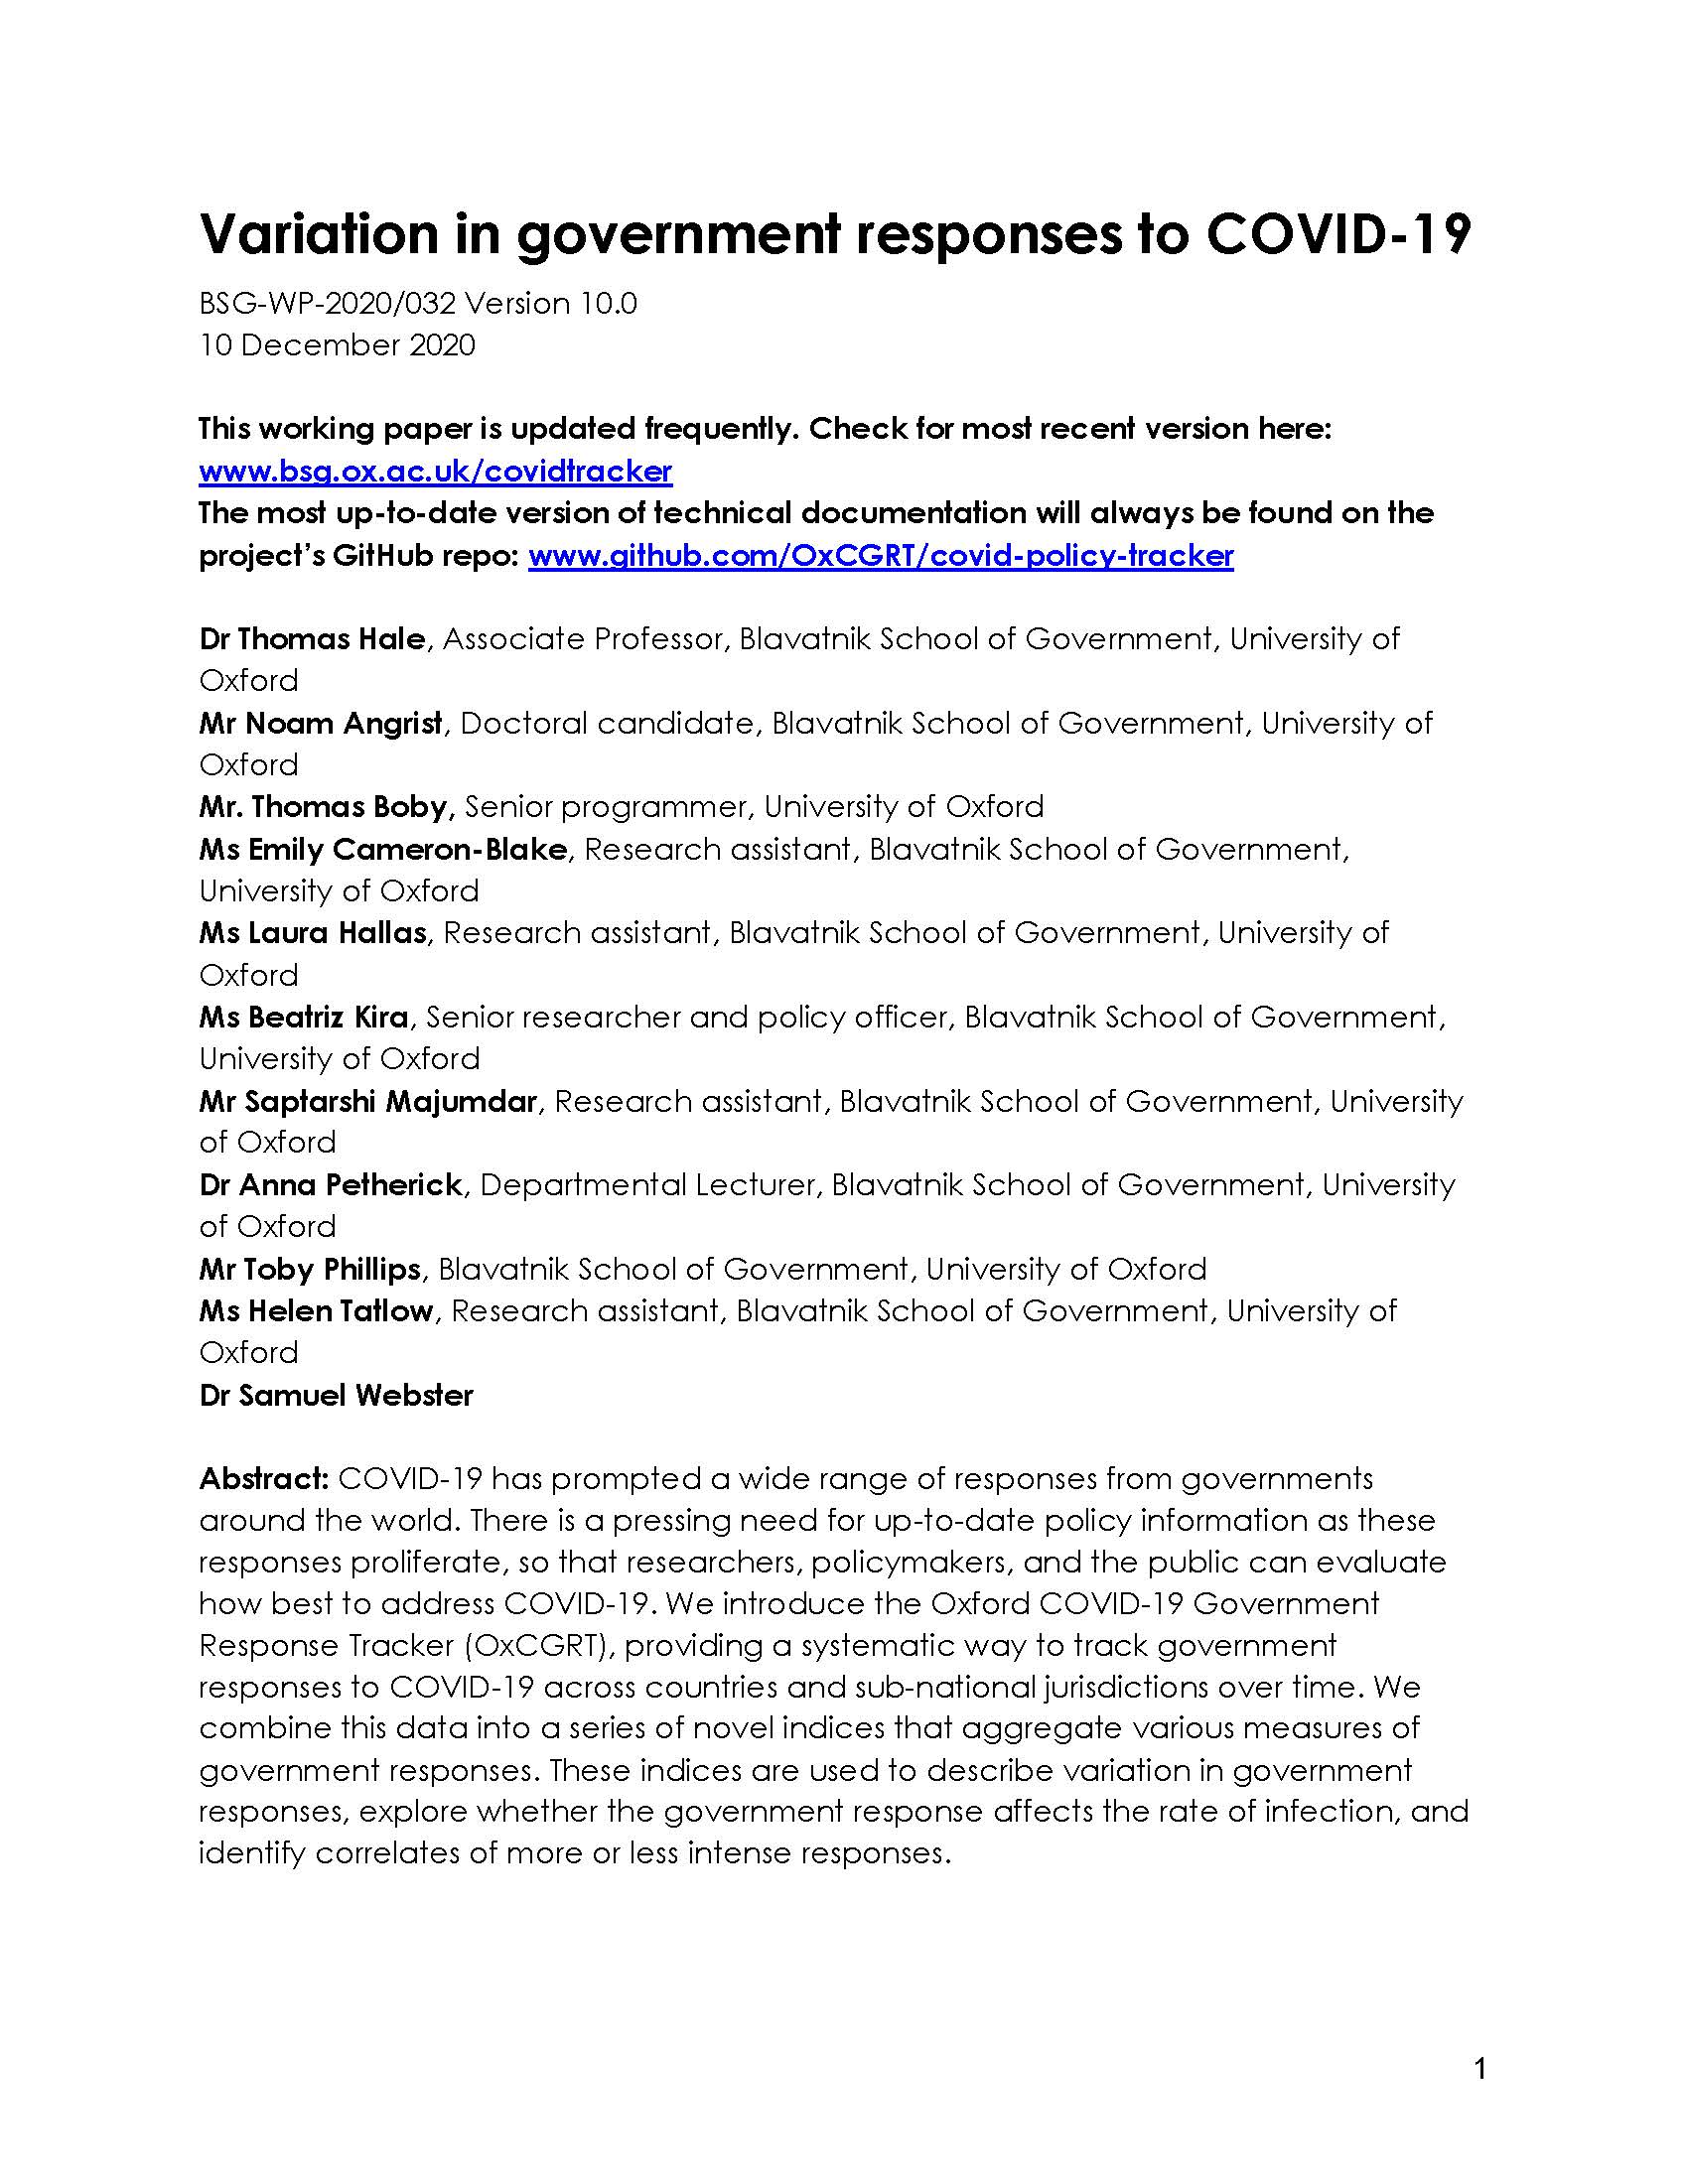 Variation in government responses to COVID-19
BSG-WP-2020/032 Version 10.0
10 December 2020
This working paper is updated frequently. Check for most recent version here:
www.bsg.ox.ac.uk/covidtracker
The most up-to-date version of technical documentation will always be found on the
project's GitHub repo: www.github.com/OxCGRT/covid-policy-tracker
Dr Thomas Hale, Associate Professor, Blavatnik School of Government, University of
Oxford
Mr Noam Angrist, Doctoral candidate, Blavatnik School of Government, University of
Oxford
Mr. Thomas Boby, Senior programmer, University of Oxford
Ms Emily Cameron-Blake, Research assistant, Blavatnik School of Government,
University of Oxford
Ms Laura Hallas, Research assistant, Blavatnik School of Government, University of
Oxford
Ms Beatriz Kira, Senior researcher and policy officer, Blavatnik School of Government,
University of Oxford
Mr Saptarshi Majumdar, Research assistant, Blavatnik School of Government, University
of Oxford
Dr Anna Petherick, Departmental Lecturer, Blavatnik School of Government, University
of Oxford
Mr Toby Phillips, Blavatnik School of Government, University of Oxford
Ms Helen Tatlow, Research assistant, Blavatnik School of Government, University of
Oxford
Dr Samuel Webster
Abstract: COVID-19 has prompted a wide range of responses from governments
around the world. There is a pressing need for up-to-date policy information as these
responses proliferate, so that researchers, policymakers, and the public can evaluate
how best to address COVID-19. We introduce the Oxford COVID-19 Government
Response Tracker (OxCGRT), providing a systematic way to track government
responses to COVID-19 across countries and sub-national jurisdictions over time. We
combine this data into a series of novel indices that aggregate various measures of
government responses. These indices are used to describe variation in government
responses, explore whether the government response affects the rate of infection, and
identify correlates of more or less intense responses.
1